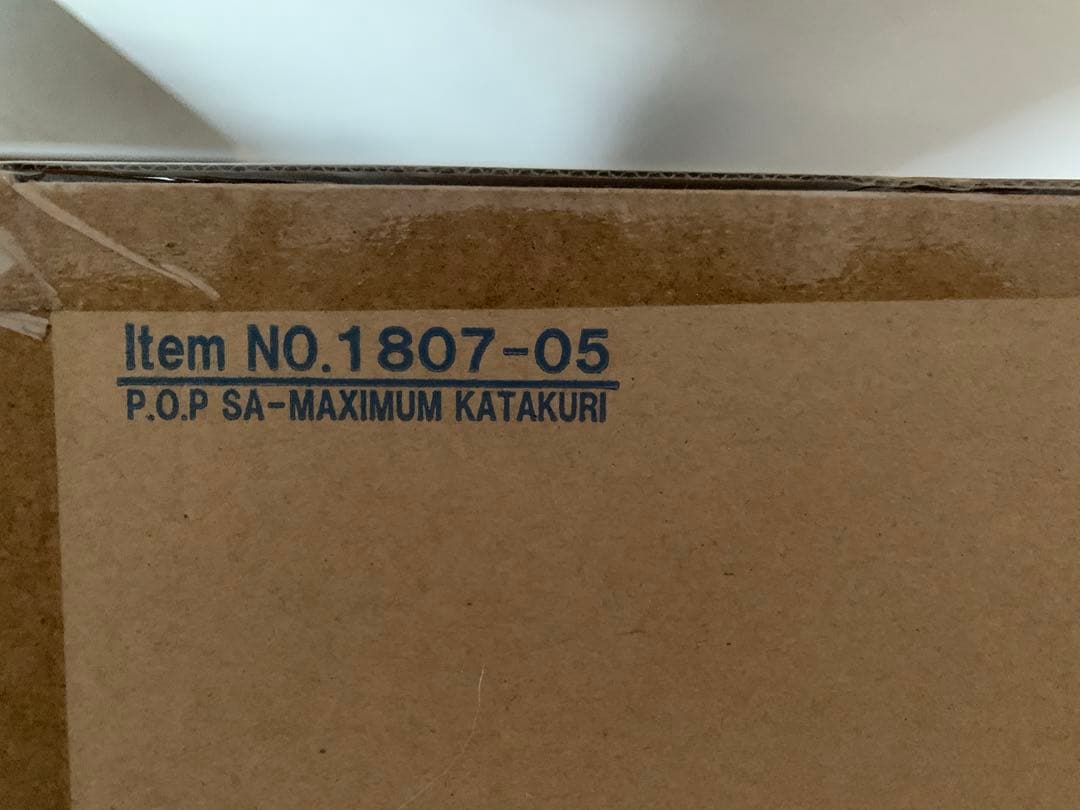 Item NO.1807-05
P.O.P SA-MAXIMUM KATAKURI